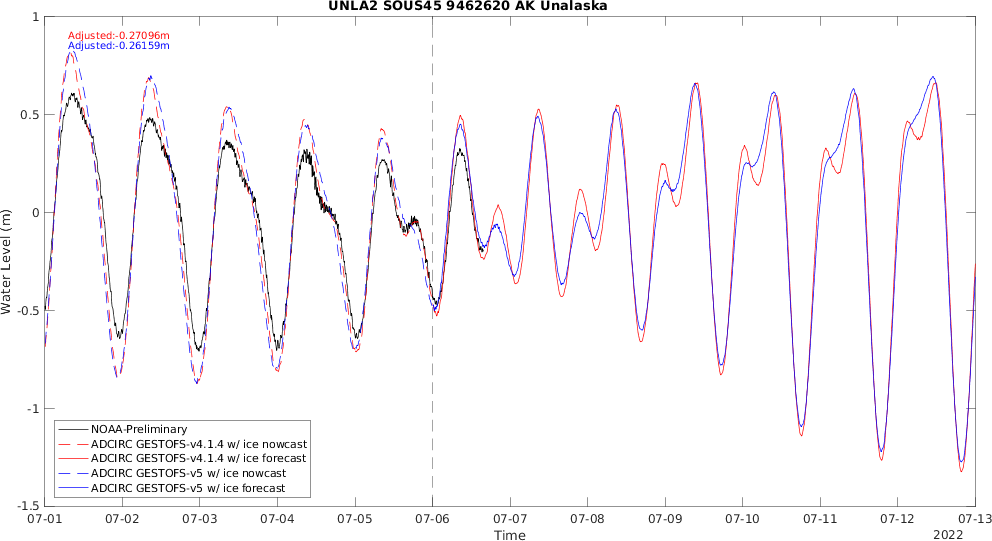 UNLA2 SOUS45 9462620 AK Unalaska
Adjusted:-0.27096m
Adjusted:-0.26159m
1
0.5
0
-0.5
-1
-1.5
Water Level (m)
NOAA-Preliminary
ADCIRC GESTOFS-v4.1.4 w/ ice nowcast
ADCIRC GESTOFS-v4.1.4 w/ ice forecast
ADCIRC GESTOFS-v5 w/ ice nowcast
ADCIRC GESTOFS-v5 w/ ice forecast
07-01 07-02 07-03 07-04 07-05 07-06 07-07 07-08 07-09 07-10 07-11 07-12 07-13
Time
2022